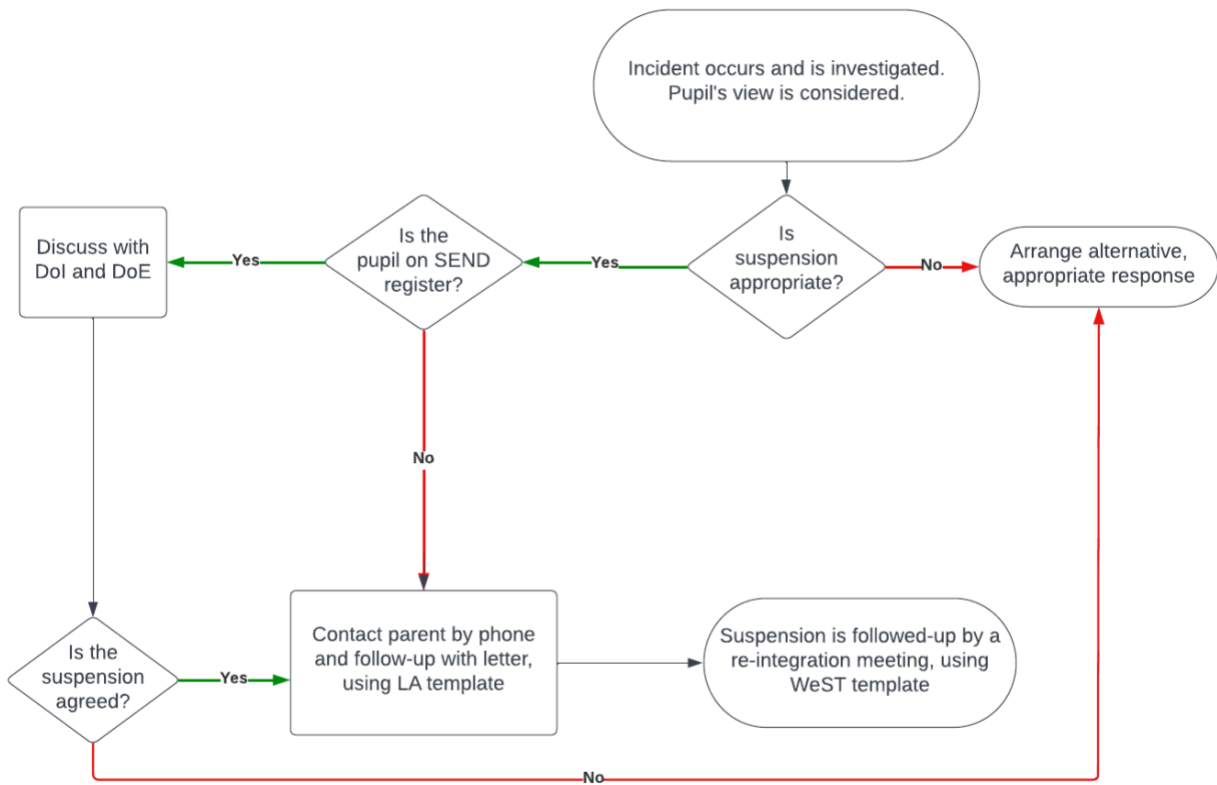 Incident occurs and is investigated.
Pupil's view is considered.
Is
suspension
appropriate?
No
Arrange alternative,
appropriate response
Yes
Is the
pupil on SEND
register?
Yes
Discuss with
DoI and DoE
No
Is the
suspension
agreed?
Yes
Contact parent by phone
and follow-up with letter,
using LA template
Suspension is followed-up by a
re-integration meeting, using
WeST template
No